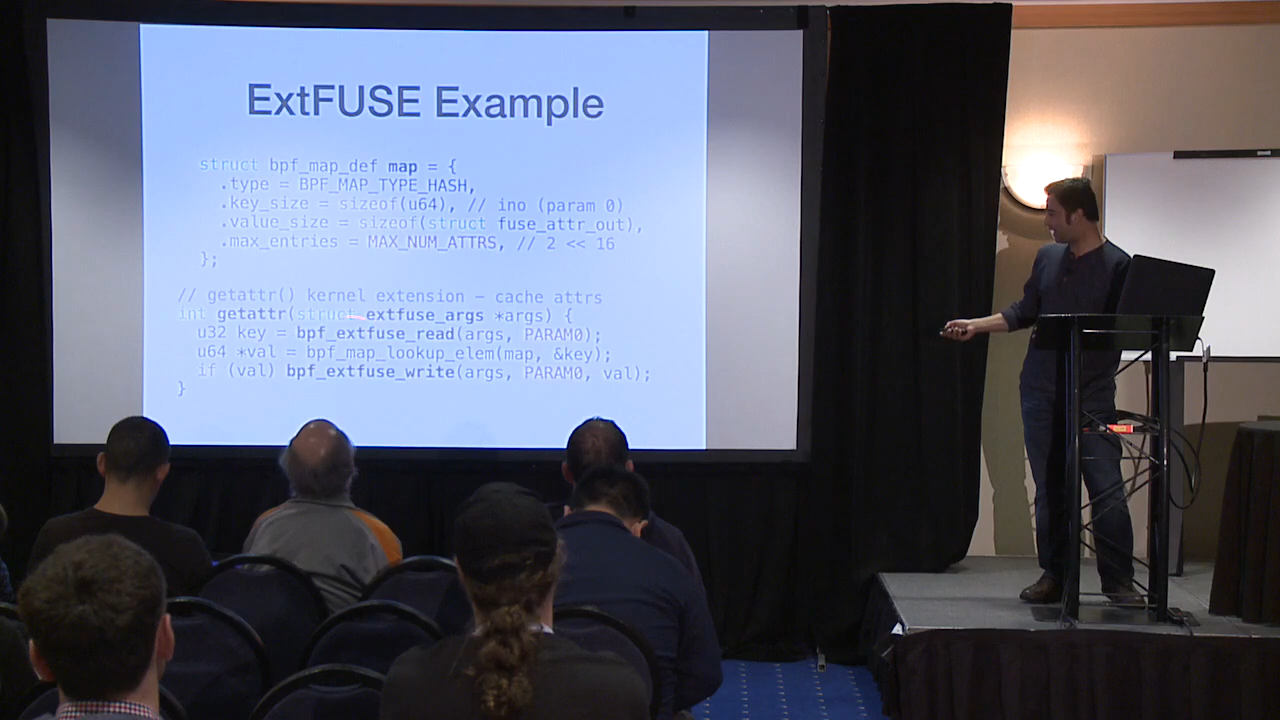 ExtFUSE Example
struct bpf_map_def map = {
.type = BPF_MAP_TYPE_HASH,
.key_size = sizeof(u64), // ino (param 0)
.value_size = sizeof(struct fuse_attr_out),
.max_entries = MAX_NUM_ATTRS, // 2 << 16
};
// getattr() kernel extension – cache attrs
int getattr(struct extfuse_args *args) {
u32 key = bpf_extfuse_read(args, PARAM0);
u64 *val = bpf_map_lookup_elem(map, &key);
if (val) bpf_extfuse_write(args, PARAM0, val);
}